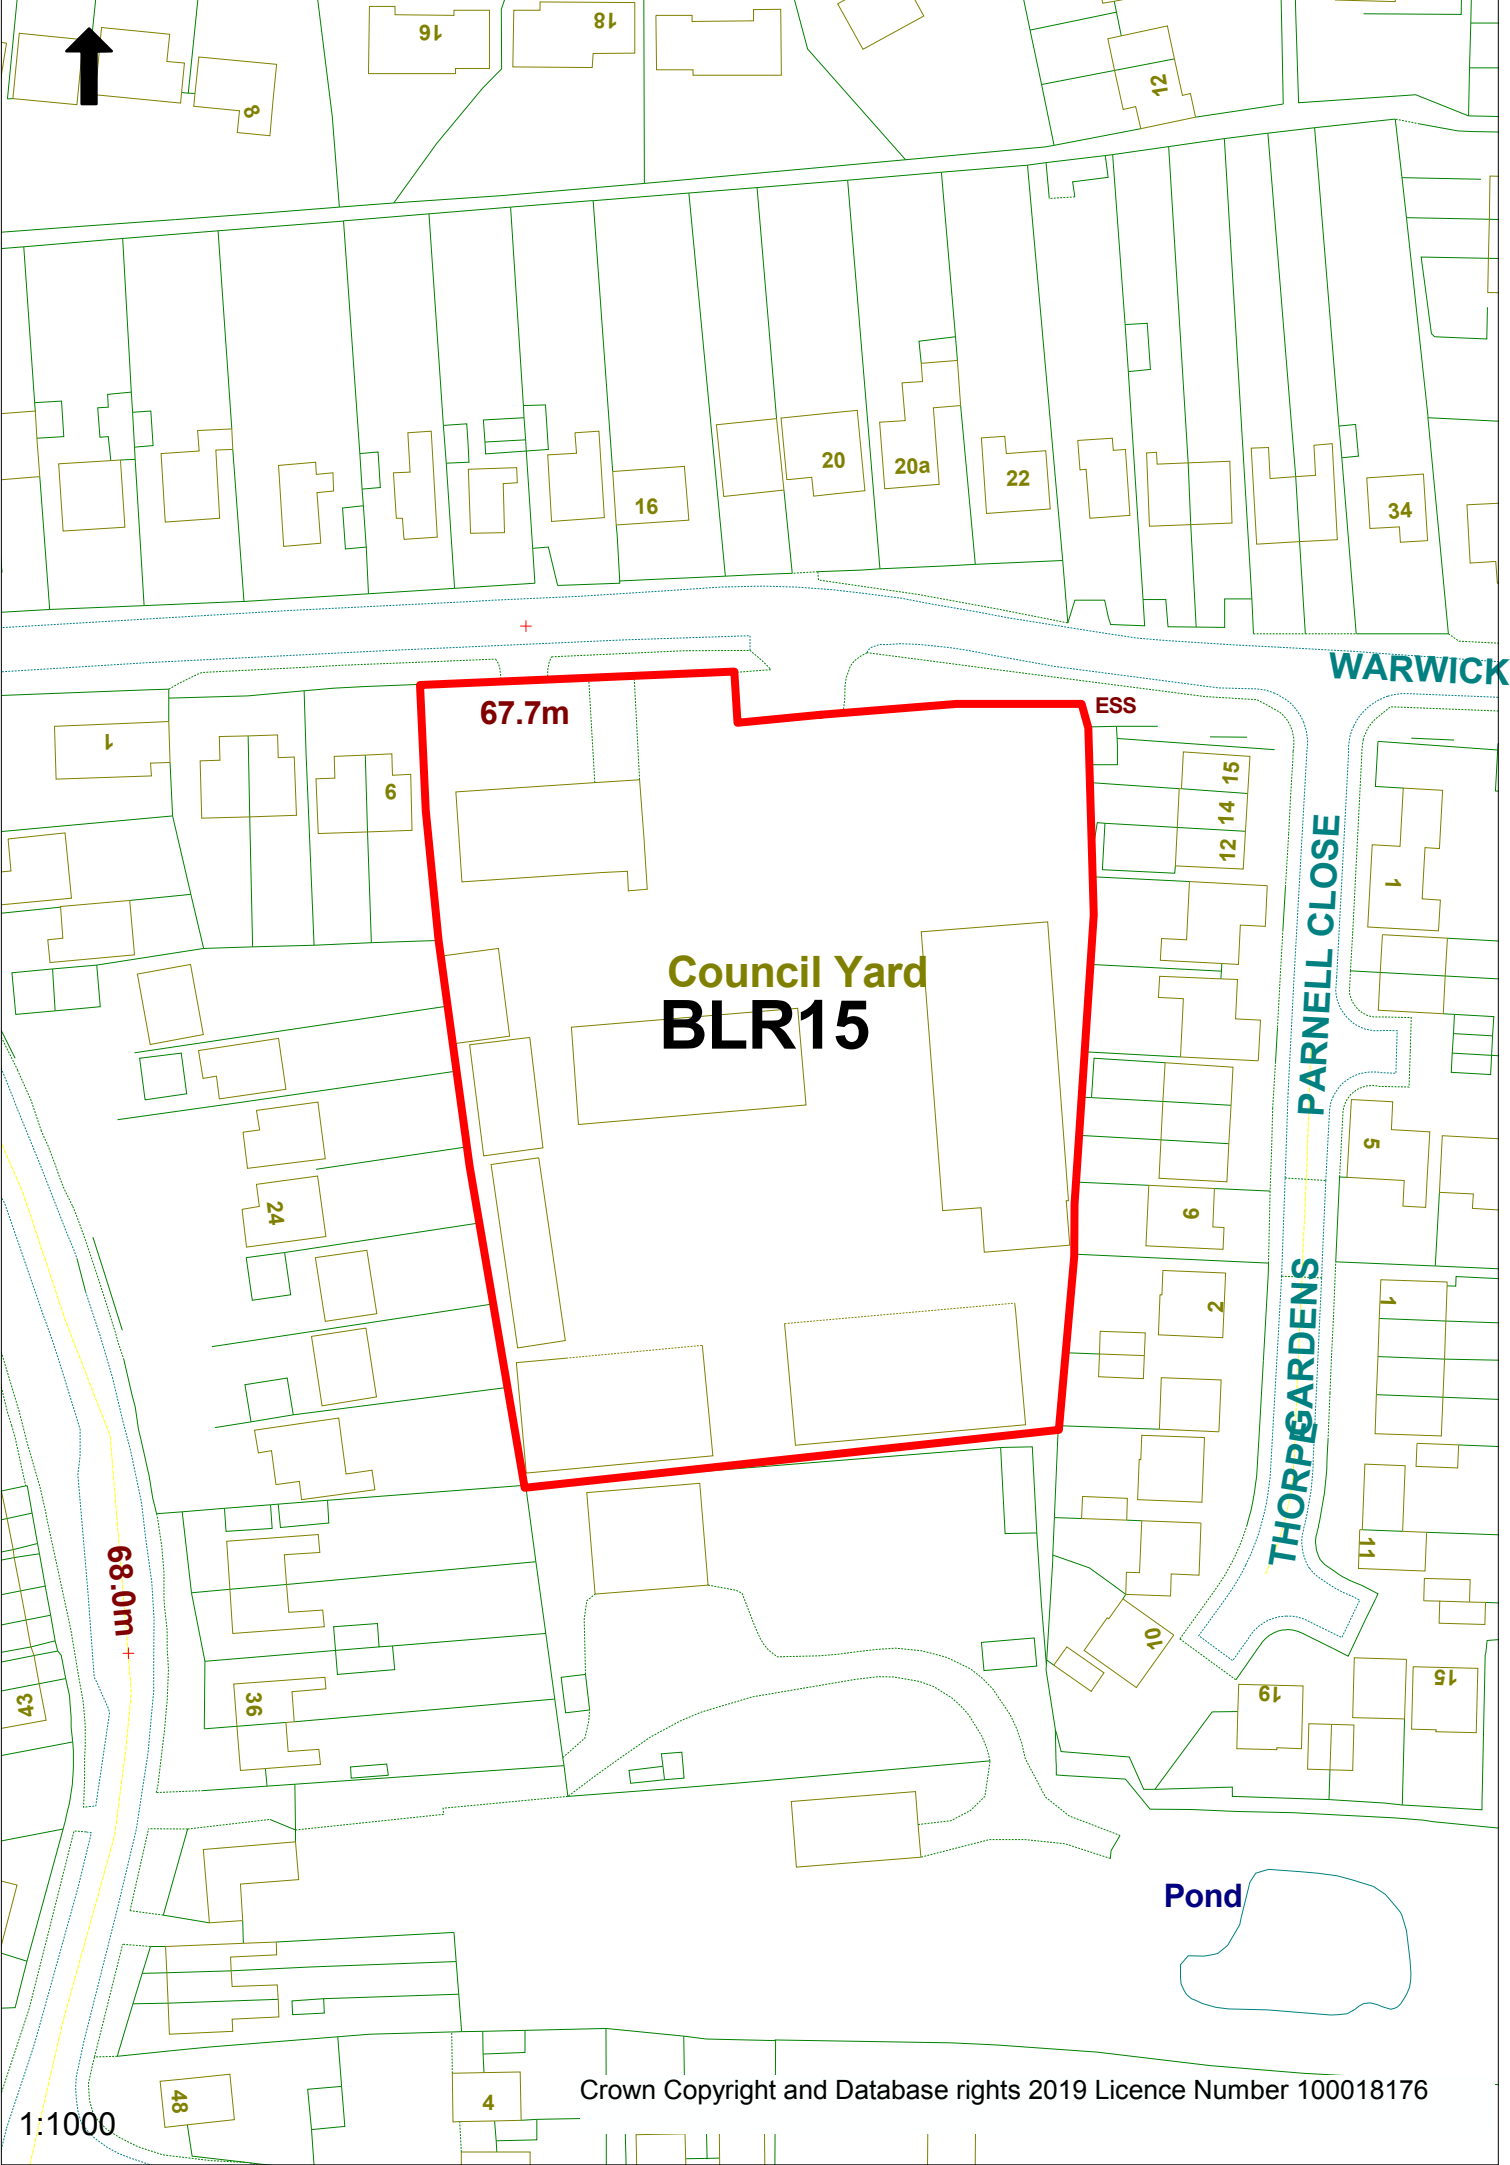 16
18
8
12
20
20a
22
16
34
WARWICK
67.7m
ESS
1
6
15
14
12
PARNELL CLOSE
1
Council Yard
BLR15
5
24
9
2
THORPE GARDENS
1
68.0m
11
10
43
36
19
15
Pond
48
4
Crown Copyright and Database rights 2019 Licence Number 100018176
1:1000